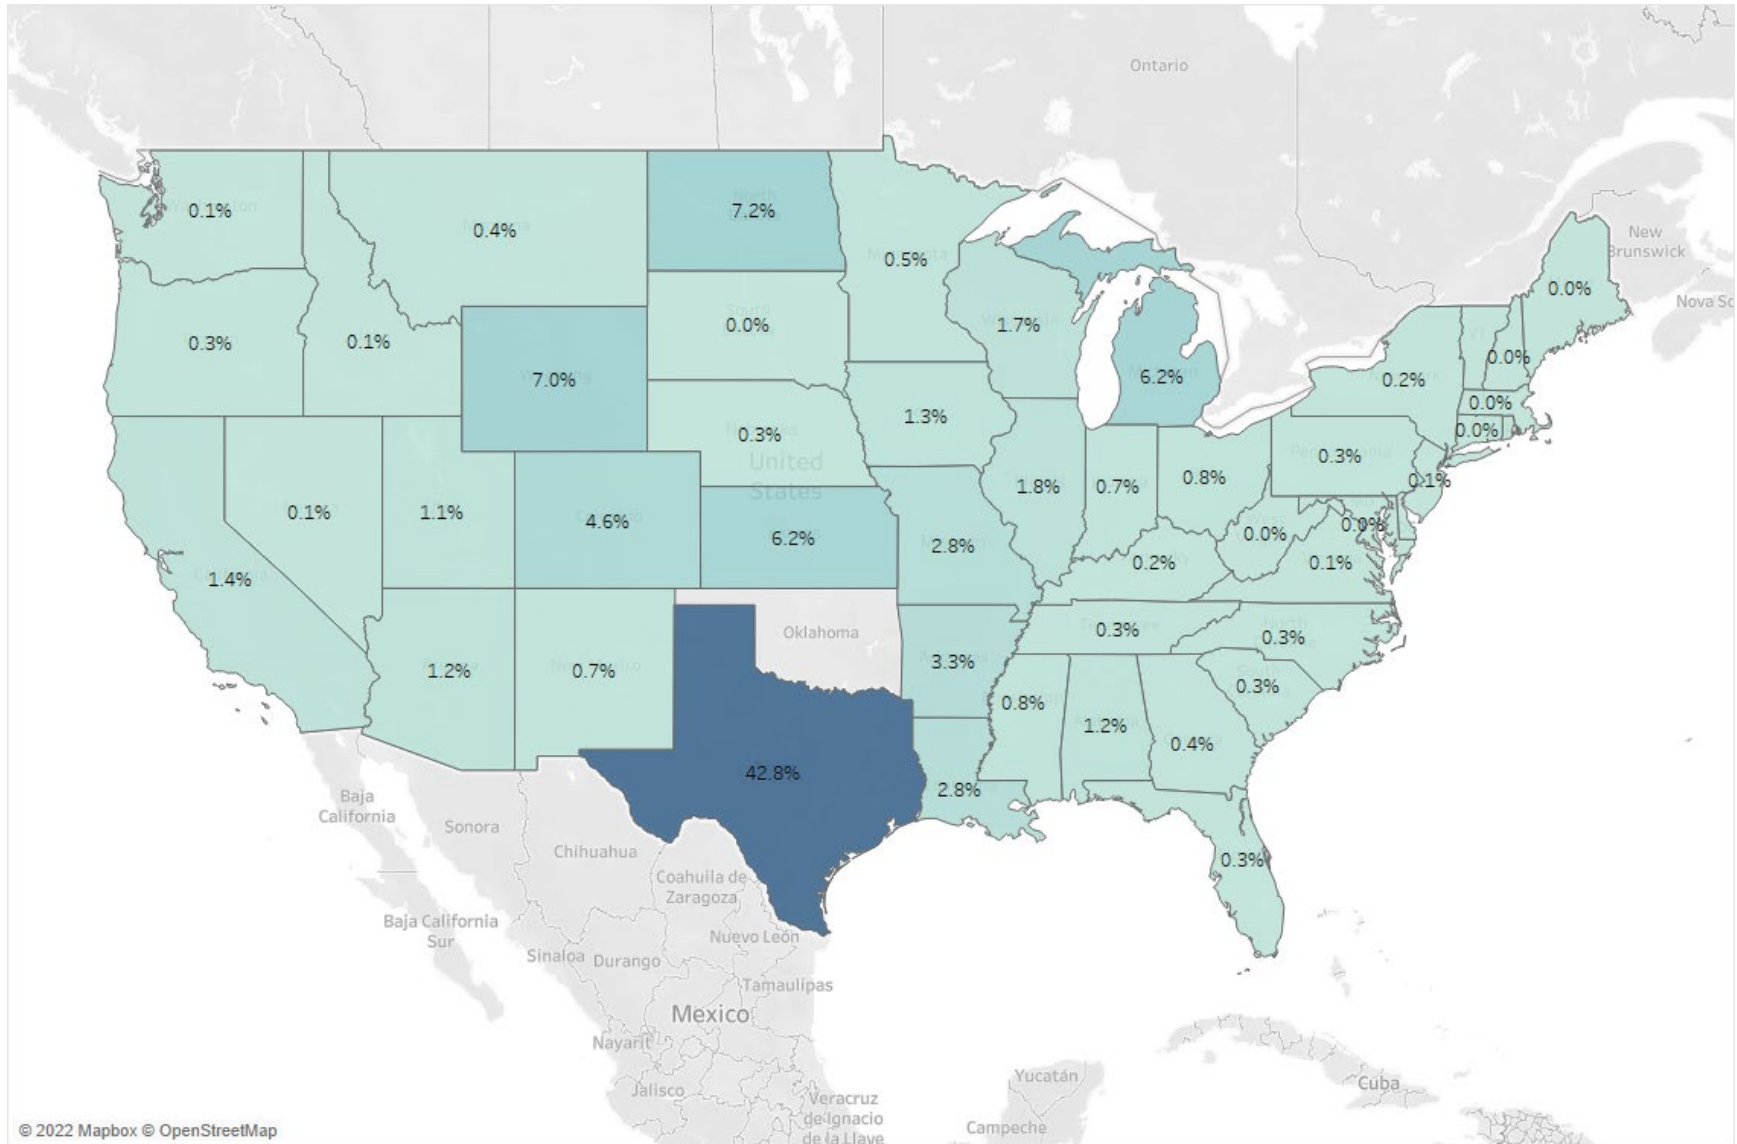 Ontario
New
Brunswick
Nova Sc
0.1%
0.4%
7.2%
0.5%
1.7%
0.0%
0.3%
0.1%
0.0%
7.0%
6.2%
0.2%
0.0%
0.0%
0.0%
1.3%
0.3%
United
States
0.3%
0.1%
1.8%
0.7%
0.8%
0.1%
1.1%
4.6%
6.2%
2.8%
0.0%
0.0%
0.2%
0.1%
1.4%
Oklahoma
0.3%
0.3%
1.2%
0.7%
3.3%
0.3%
0.8%
1.2%
0.4%
42.8%
2.8%
0.3%
Baja
California
Sonora
Chihuahua
Coahuila de
Zaragoza
Baja California
Sur
Nuevo León
Sinaloa
Durango
Tamaulipas
Mexico
Nayarit
Jalisco
Veracruz
de Ignacio
de la Llave
Yucatán
Campeche
Cuba
© 2022 Mapbox © OpenStreetMap